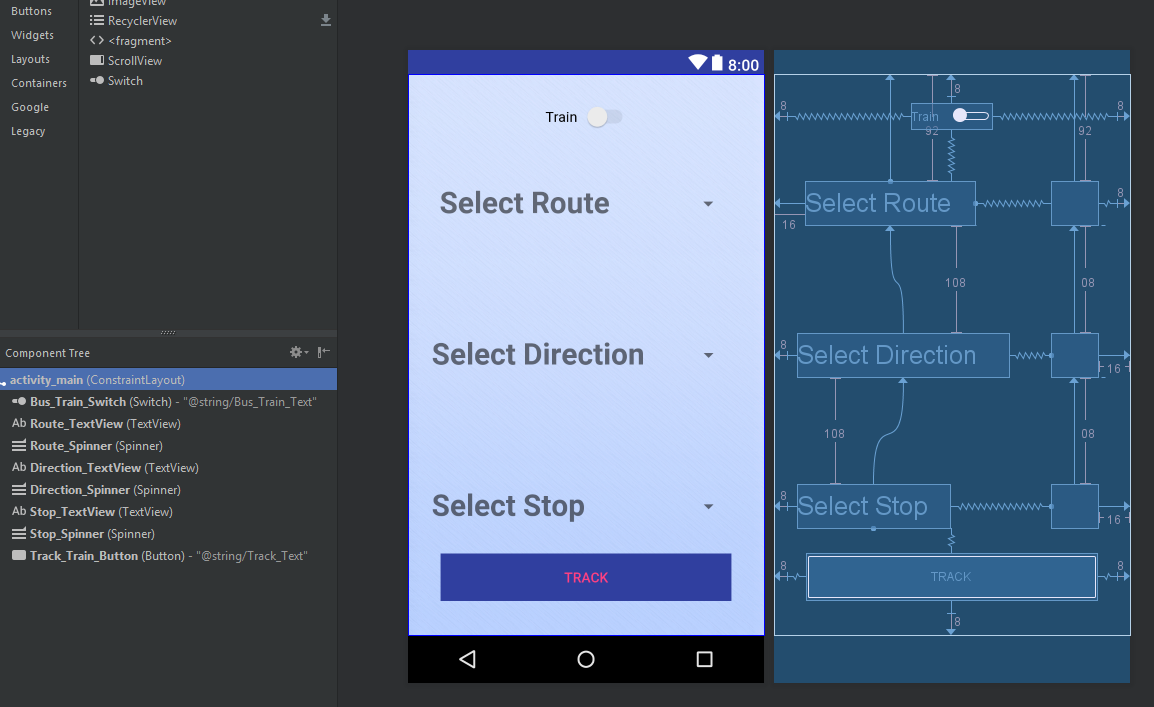 Buttons
Widgets
Layouts
Containers
Google
Legacy
ImageView
RecyclerView
<fragment>
ScrollView
Switch
Component Tree
activity_main (ConstraintLayout)
Bus_Train_Switch (Switch) - "@string/Bus_Train_Text"
Ab Route_TextView (TextView)
Route_Spinner (Spinner)
Ab Direction_TextView (TextView)
Direction_Spinner (Spinner)
Ab Stop_TextView (TextView)
Stop_Spinner (Spinner)
Track_Train_Button (Button) - "@string/Track_Text"
8:00
Train
Select Route
Select Direction
Select Stop
TRACK
8
8 8
Train
92 92
Select Route 8
16
108 08
8 Select Direction
16
108 08
8 Select Stop
16
8 TRACK 8
8